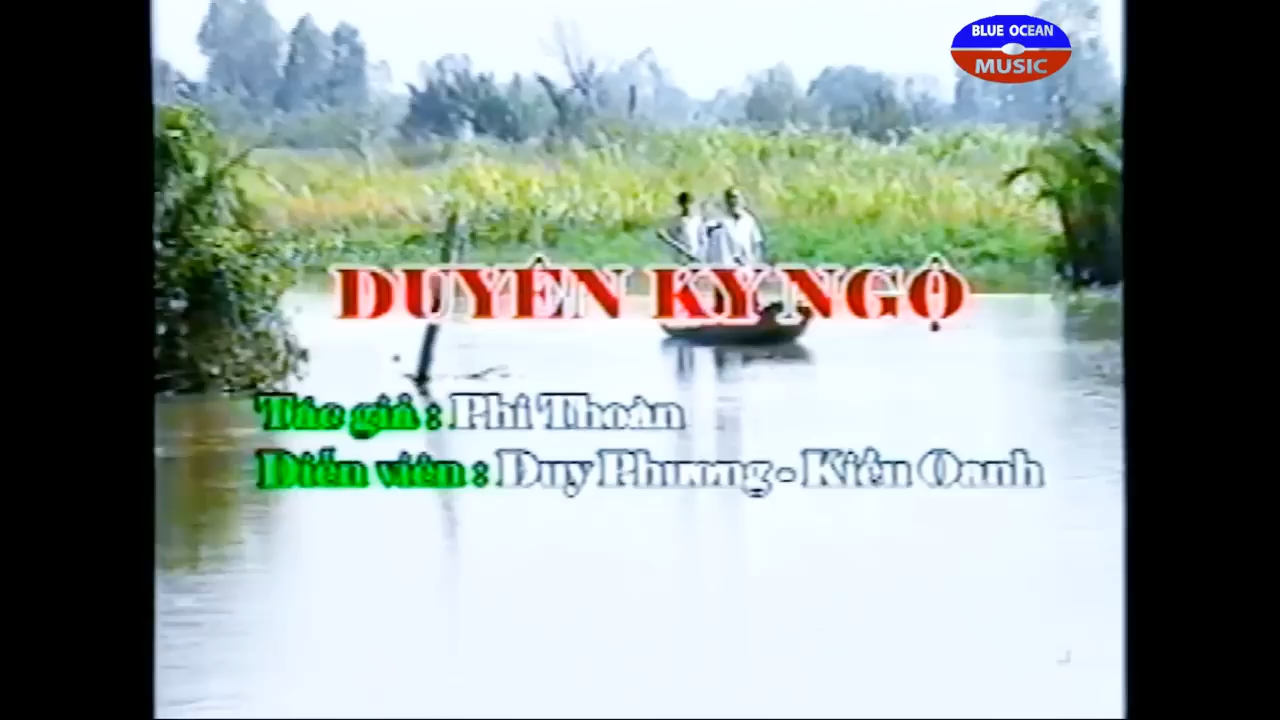 BLUE OCEAN
MUSIC
DUYÊN KỲ NGỘ
Tác giả : Phi Thoàn
Diễn viên : Duy Phương - Kiều Oanh